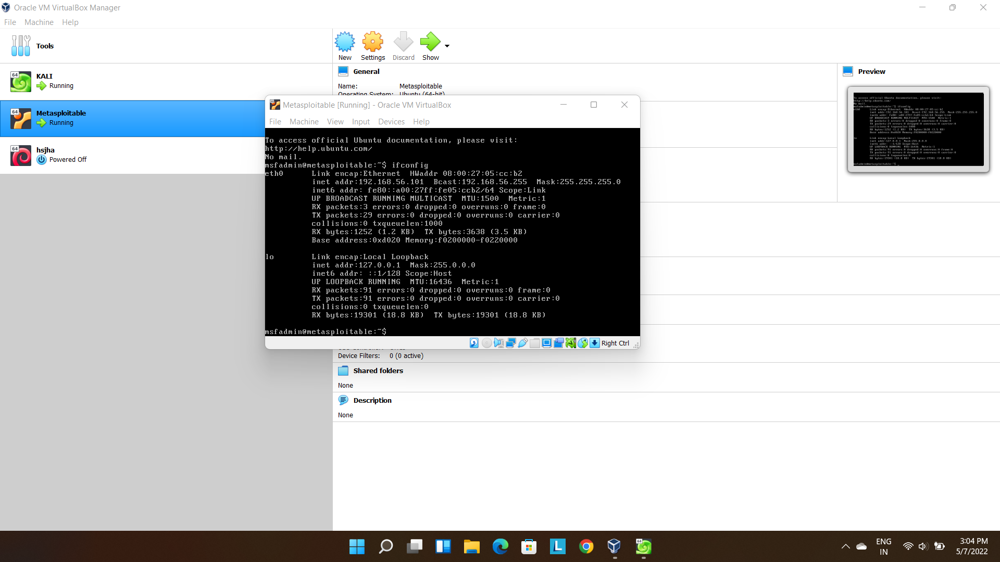 Oracle VM VirtualBox Manager
File Machine Help
Tools
New Settings Discard Show
64 KALI
Running
64 Metasploitable
Running
64 hsjha
Powered Off
General
Name: Metasploitable
Operating System: Ubuntu (64-bit)
Preview
Metasploitable [Running] - Oracle VM VirtualBox
File Machine View Input Devices Help
To access official Ubuntu documentation, please visit:
http://help.ubuntu.com/
No mail.
msfadmin@metasploitable:~$ ifconfig
eth0 Link encap:Ethernet HWaddr 08:00:27:05:cc:b2
inet addr:192.168.56.101 Bcast:192.168.56.255 Mask:255.255.255.0
inet6 addr: fe80::a00:27ff:fe05:ccb2/64 Scope:Link
UP BROADCAST RUNNING MULTICAST MTU:1500 Metric:1
RX packets:3 errors:0 dropped:0 overruns:0 frame:0
TX packets:29 errors:0 dropped:0 overruns:0 carrier:0
collisions:0 txqueuelen:1000
RX bytes:1252 (1.2 KB) TX bytes:3638 (3.5 KB)
Base address:0xd020 Memory:f0200000-f0220000
lo Link encap:Local Loopback
inet addr:127.0.0.1 Mask:255.0.0.0
inet6 addr: ::1/128 Scope:Host
UP LOOPBACK RUNNING MTU:16436 Metric:1
RX packets:91 errors:0 dropped:0 overruns:0 frame:0
TX packets:91 errors:0 dropped:0 overruns:0 carrier:0
collisions:0 txqueuelen:0
RX bytes:19301 (18.8 KB) TX bytes:19301 (18.8 KB)
msfadmin@metasploitable:~$
Right Ctrl
Device Filters: 0 (0 active)
Shared folders
None
Description
None
ENG
IN
3:04 PM
5/7/2022